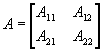 A = [ A₁₁ A₁₂
A₂₁ A₂₂ ]